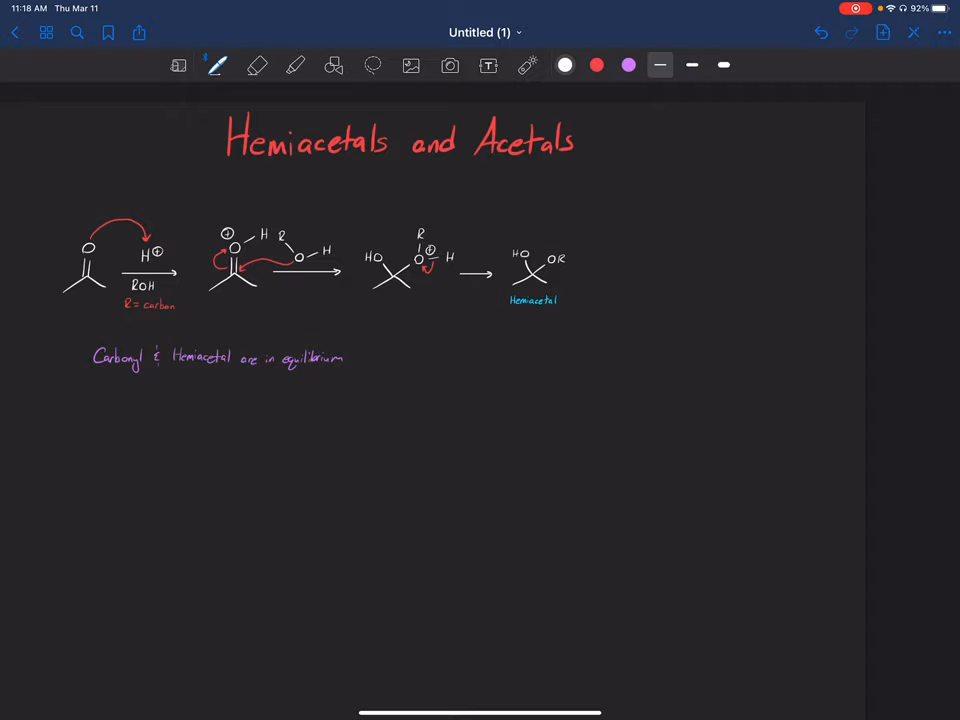 11:18 AM Thu Mar 11
92%
Untitled (1)
T
Hemiacetals and Acetals
O
H⊕
ROH
R = carbon
⊕
O H R
O H
HO R
O ⊕ H
HO OR
Hemiacetal
Carbonyl & Hemiacetal are in equilibrium